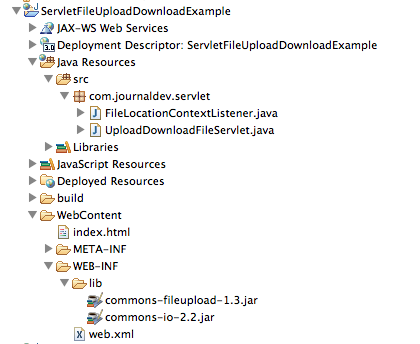 ServletFileUploadDownloadExample
JAX-WS Web Services
Deployment Descriptor: ServletFileUploadDownloadExample
Java Resources
src
com.journaldev.servlet
FileLocationContextListener.java
UploadDownloadFileServlet.java
Libraries
JavaScript Resources
Deployed Resources
build
WebContent
index.html
META-INF
WEB-INF
lib
commons-fileupload-1.3.jar
commons-io-2.2.jar
web.xml